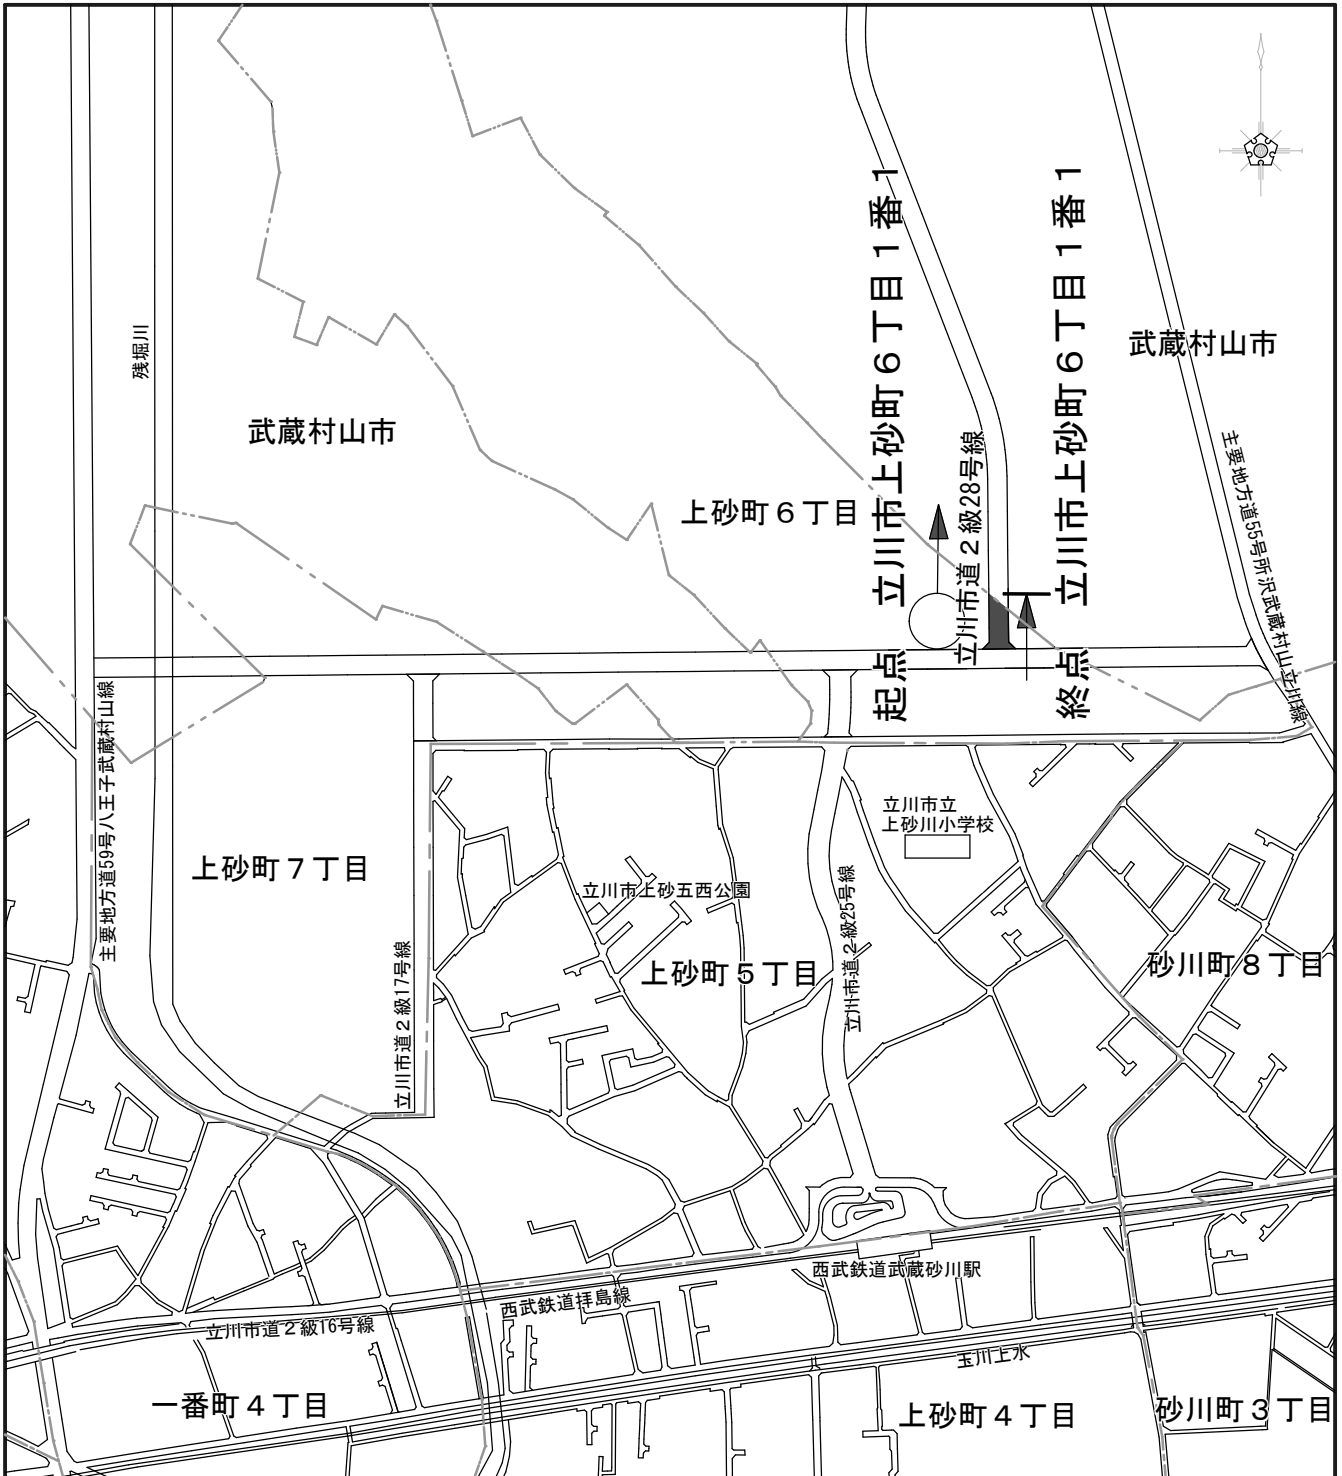 残堀川
武蔵村山市
武蔵村山市
上砂町６丁目
起点　立川市上砂町６丁目１番１
立川市道２級28号線
終点　立川市上砂町６丁目１番１
主要地方道55号所沢武蔵村山立川線
主要地方道59号八王子武蔵村山線
上砂町７丁目
立川市道２級17号線
立川市上砂五西公園
上砂町５丁目
立川市道２級25号線
立川市立
上砂川小学校
砂川町８丁目
西武鉄道武蔵砂川駅
西武鉄道拝島線
立川市道２級16号線
玉川上水
一番町４丁目
上砂町４丁目
砂川町３丁目